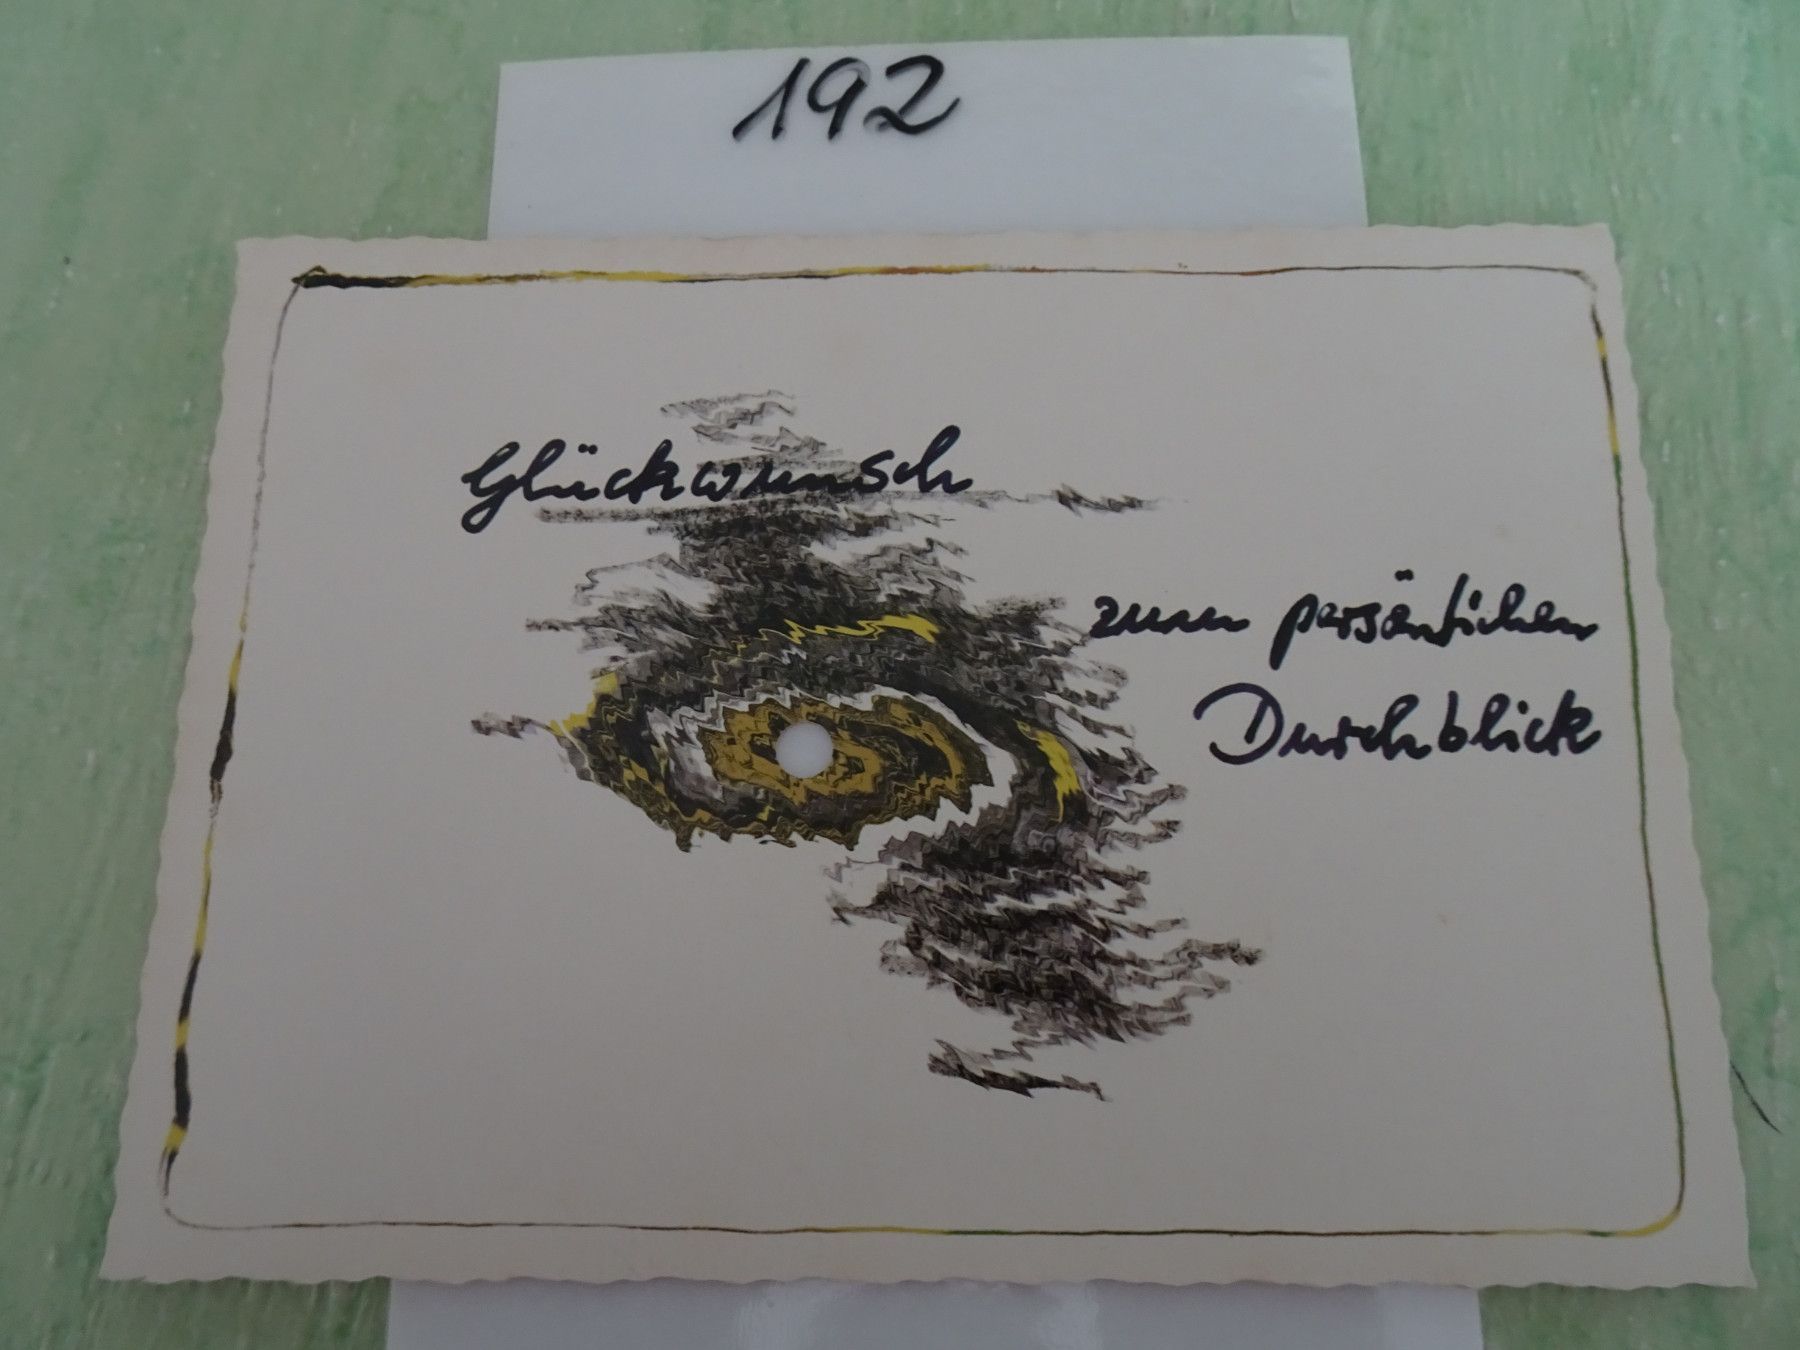 192
Glückwunsch
zum persönlichen
Durchblick